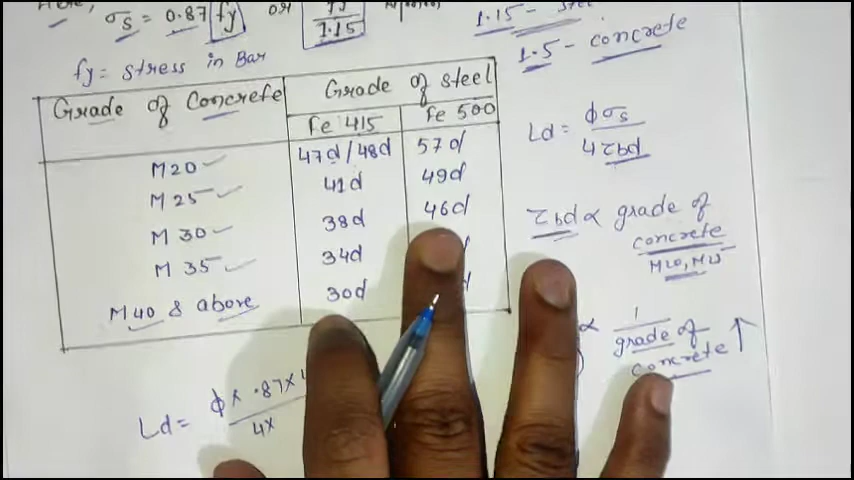 σs = 0.87 fy or fy/1.15
1.15 - steel
1.5 - concrete
fy = stress in Bar
Grade of Concrete
Grade of steel
Fe 415
Fe 500
M20 47d/48d 57d
M25 41d 49d
M30 38d 46d
M35 34d
M40 & above 30d
Ld = ϕσs
4τbd
τbd ∝ grade of
concrete
M20, M25
∝ 1
grade of
concrete ↑
Ld = ϕ × .87 ×
4×